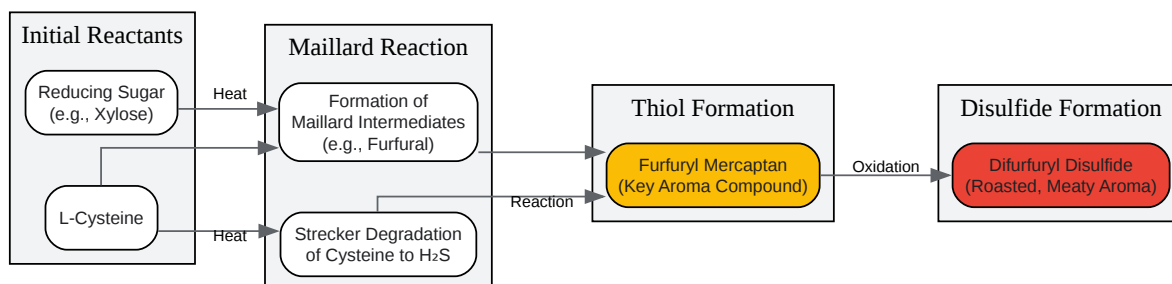 Initial Reactants
Reducing Sugar
(e.g., Xylose)
L-Cysteine
Heat
Heat
Maillard Reaction
Formation of
Maillard Intermediates
(e.g., Furfural)
Strecker Degradation
of Cysteine to H₂S
Reaction
Thiol Formation
Furfuryl Mercaptan
(Key Aroma Compound)
Oxidation
Disulfide Formation
Difurfuryl Disulfide
(Roasted, Meaty Aroma)